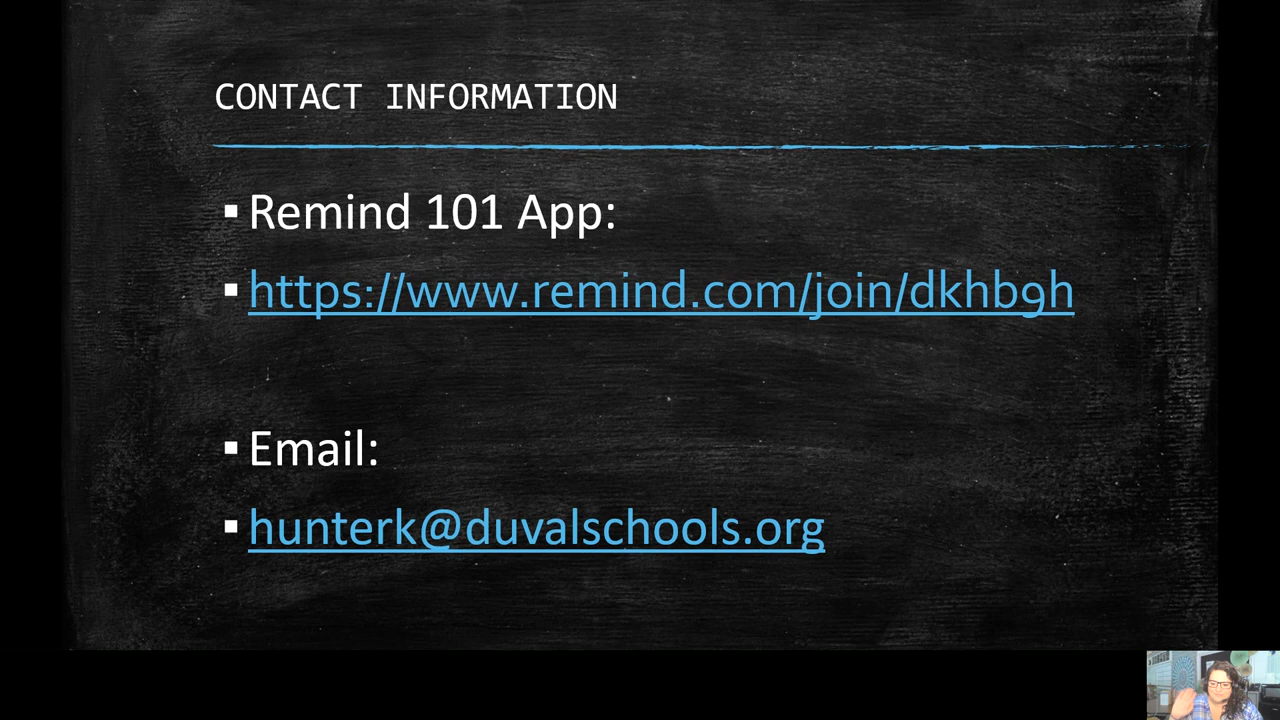 CONTACT INFORMATION
▪ Remind 101 App:
▪ https://www.remind.com/join/dkhb9h
▪ Email:
▪ hunterk@duvalschools.org